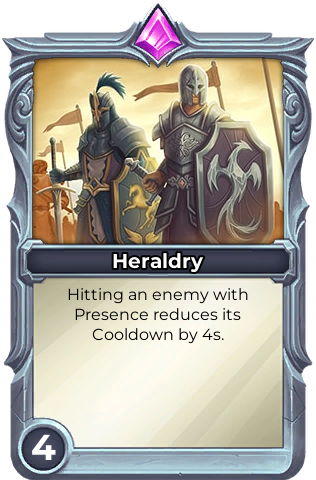 Heraldry
Hitting an enemy with
Presence reduces its
Cooldown by 4s.
4